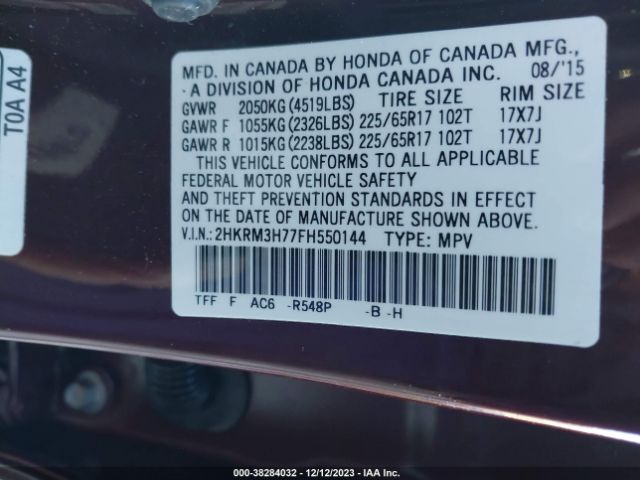 T0A A4
MFD. IN CANADA BY HONDA OF CANADA MFG.,
- A DIVISION OF HONDA CANADA INC. 08/'15
GVWR 2050KG (4519LBS) TIRE SIZE RIM SIZE
GAWR F 1055KG (2326LBS) 225/65R17 102T 17X7J
GAWR R 1015KG (2238LBS) 225/65R17 102T 17X7J
THIS VEHICLE CONFORMS TO ALL APPLICABLE
FEDERAL MOTOR VEHICLE SAFETY
AND THEFT PREVENTION STANDARDS IN EFFECT
ON THE DATE OF MANUFACTURE SHOWN ABOVE.
V.I.N.: 2HKRM3H77FH550144 TYPE: MPV
TFF F AC6 -R548P -B -H
000-38284032 - 12/12/2023 - IAA Inc.